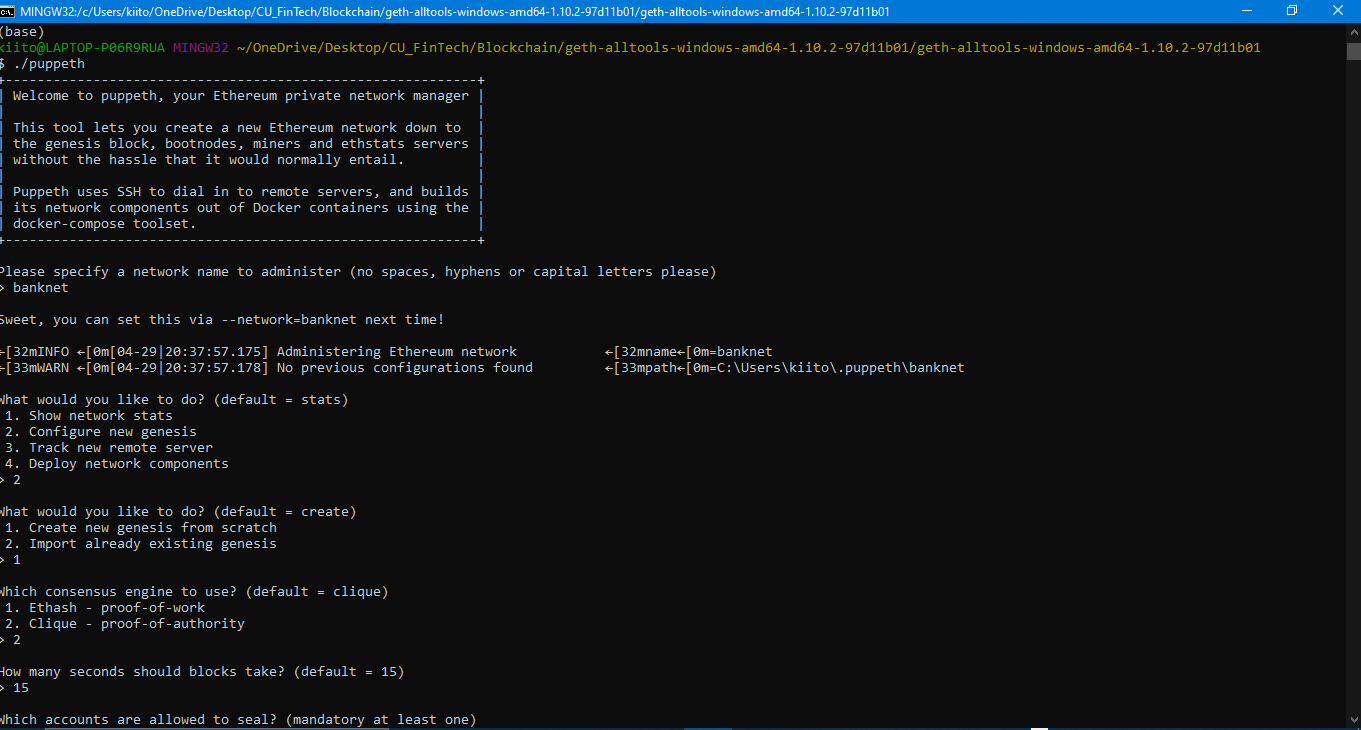 MINGW32:/c/Users/kiito/OneDrive/Desktop/CU_FinTech/Blockchain/geth-alltools-windows-amd64-1.10.2-97d11b01/geth-alltools-windows-amd64-1.10.2-97d11b01
(base)
kiito@LAPTOP-P06R9RUA MINGW32 ~/OneDrive/Desktop/CU_FinTech/Blockchain/geth-alltools-windows-amd64-1.10.2-97d11b01/geth-alltools-windows-amd64-1.10.2-97d11b01
$ ./puppeth
+-----------------------------------------------------------+
| Welcome to puppeth, your Ethereum private network manager |
|                                                           |
| This tool lets you create a new Ethereum network down to  |
| the genesis block, bootnodes, miners and ethstats servers |
| without the hassle that it would normally entail.         |
|                                                           |
| Puppeth uses SSH to dial in to remote servers, and builds |
| its network components out of Docker containers using the |
| docker-compose toolset.                                   |
+-----------------------------------------------------------+
Please specify a network name to administer (no spaces, hyphens or capital letters please)
> banknet
Sweet, you can set this via --network=banknet next time!
←[32mINFO ←[0m[04-29|20:37:57.175] Administering Ethereum network           ←[32mname←[0m=banknet
←[33mWARN ←[0m[04-29|20:37:57.178] No previous configurations found         ←[33mpath←[0m=C:\Users\kiito\.puppeth\banknet
What would you like to do? (default = stats)
 1. Show network stats
 2. Configure new genesis
 3. Track new remote server
 4. Deploy network components
> 2
What would you like to do? (default = create)
 1. Create new genesis from scratch
 2. Import already existing genesis
> 1
Which consensus engine to use? (default = clique)
 1. Ethash - proof-of-work
 2. Clique - proof-of-authority
> 2
How many seconds should blocks take? (default = 15)
> 15
Which accounts are allowed to seal? (mandatory at least one)